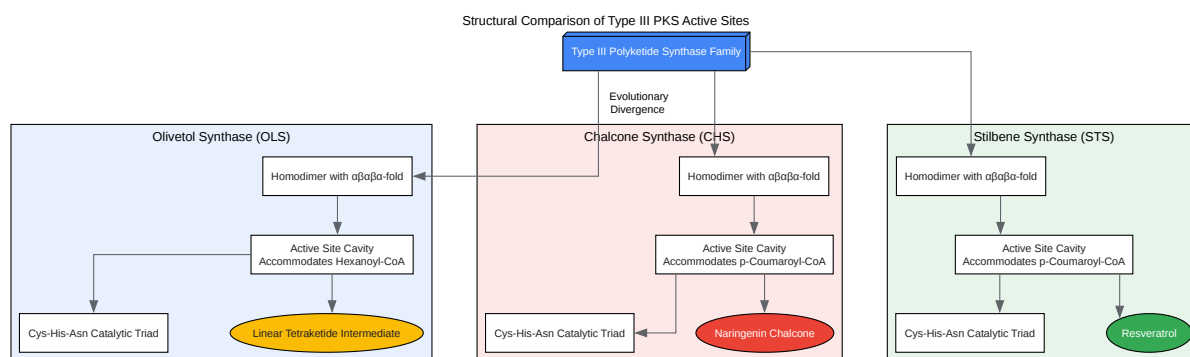 Structural Comparison of Type III PKS Active Sites
Type III Polyketide Synthase Family
Evolutionary
Divergence
Olivetol Synthase (OLS)
Homodimer with αβαβα-fold
Active Site Cavity
Accommodates Hexanoyl-CoA
Cys-His-Asn Catalytic Triad
Linear Tetraketide Intermediate
Chalcone Synthase (CHS)
Homodimer with αβαβα-fold
Active Site Cavity
Accommodates p-Coumaroyl-CoA
Cys-His-Asn Catalytic Triad
Naringenin Chalcone
Stilbene Synthase (STS)
Homodimer with αβαβα-fold
Active Site Cavity
Accommodates p-Coumaroyl-CoA
Cys-His-Asn Catalytic Triad
Resveratrol